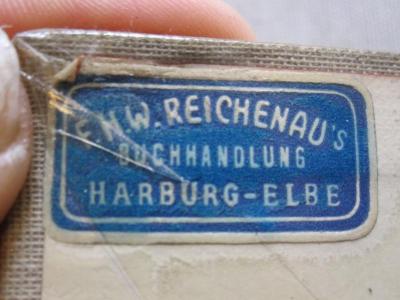 E H.W. REICHENAU's
BUCHHANDLUNG
HARBURG-ELBE